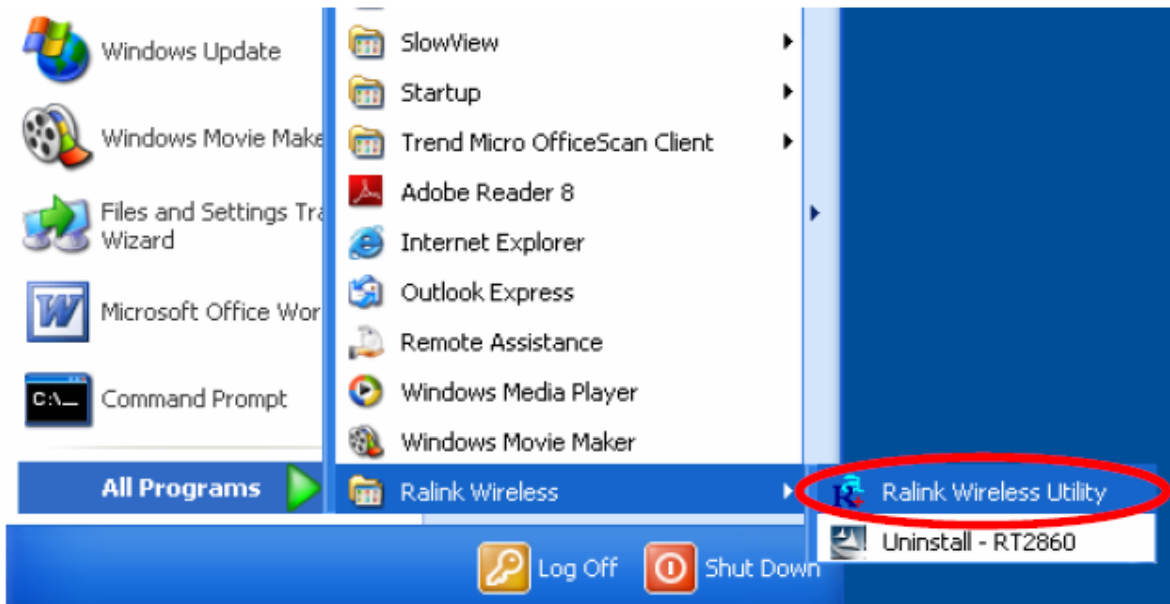 Windows Update
Windows Movie Make
Files and Settings Tra
Wizard
Microsoft Office Wor
C:\_
Command Prompt
All Programs
SlowView
Startup
Trend Micro OfficeScan Client
Adobe Reader 8
Internet Explorer
Outlook Express
Remote Assistance
Windows Media Player
Windows Movie Maker
Ralink Wireless
Ralink Wireless Utility
Uninstall - RT2860
Log Off
Shut Down